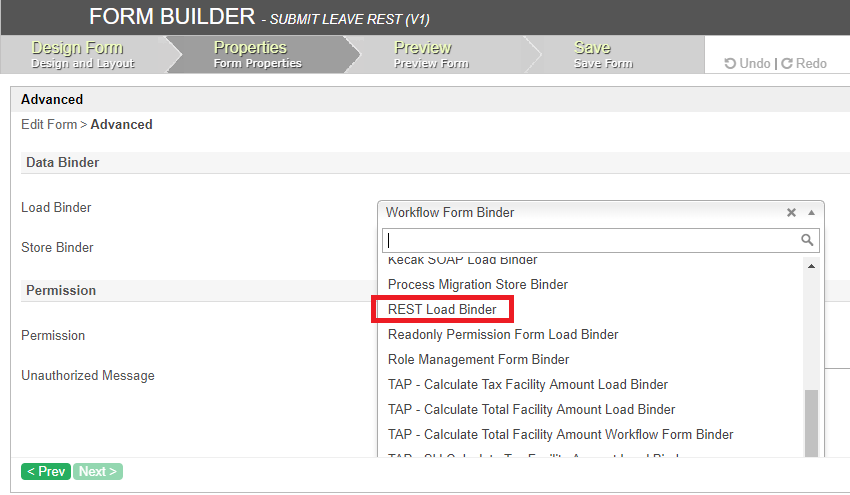 FORM BUILDER - SUBMIT LEAVE REST (V1)
Design Form
Design and Layout
Properties
Form Properties
Preview
Preview Form
Save
Save Form
Undo | Redo
Advanced
Edit Form > Advanced
Data Binder
Load Binder
Workflow Form Binder
Store Binder
Kecak SOAP Load Binder
Process Migration Store Binder
REST Load Binder
Readonly Permission Form Load Binder
Role Management Form Binder
TAP - Calculate Tax Facility Amount Load Binder
TAP - Calculate Total Facility Amount Load Binder
TAP - Calculate Total Facility Amount Workflow Form Binder
Permission
Permission
Unauthorized Message
< Prev
Next >